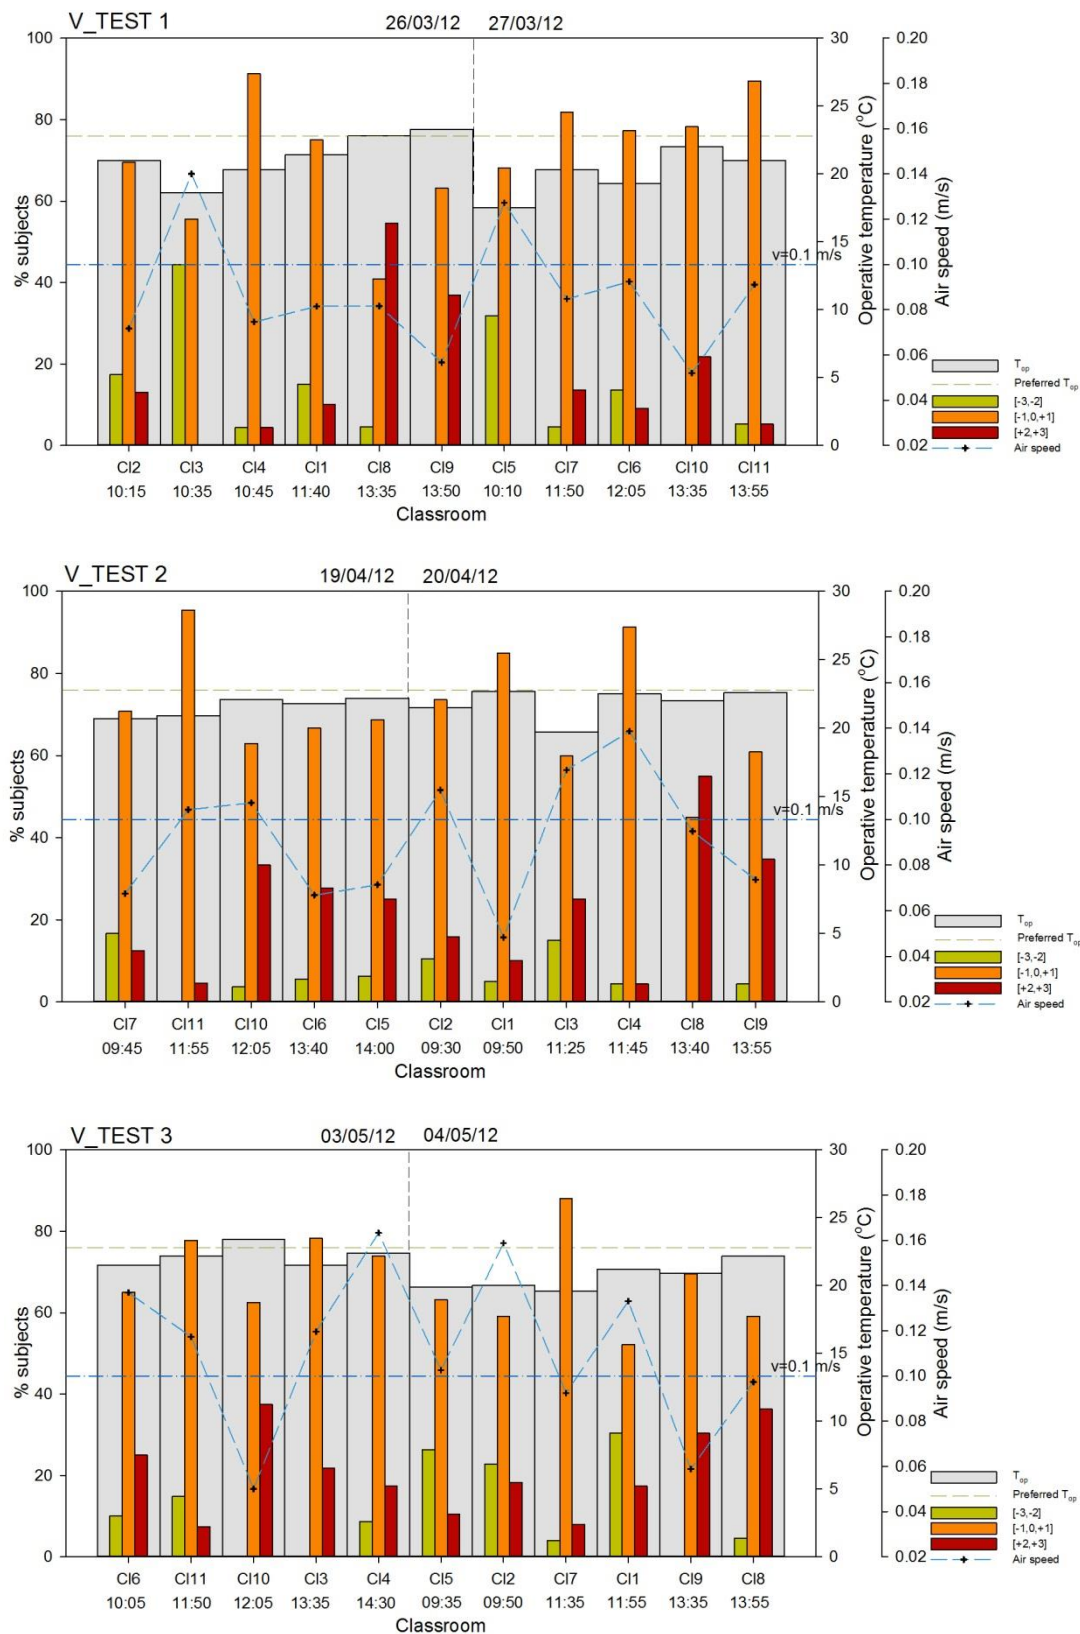 V_TEST 1
26/03/12 27/03/12
100 30 0.20
80 25 0.18
60 20 0.16
40 15 0.14
20 10 0.12
0 5 0.10
0 0.08
0.06
0.04
0.02
% subjects
Operative temperature (°C)
Air speed (m/s)
v=0.1 m/s
Cl2 Cl3 Cl4 Cl1 Cl8 Cl9 Cl5 Cl7 Cl6 Cl10 Cl11
10:15 10:35 10:45 11:40 13:35 13:50 10:10 11:50 12:05 13:35 13:55
Classroom
Top
Preferred Top
[-3,-2]
[-1,0,+1]
[+2,+3]
Air speed
V_TEST 2
19/04/12 20/04/12
100 30 0.20
80 25 0.18
60 20 0.16
40 15 0.14
20 10 0.12
0 5 0.10
0 0.08
0.06
0.04
0.02
% subjects
Operative temperature (°C)
Air speed (m/s)
v=0.1 m/s
Cl7 Cl11 Cl10 Cl6 Cl5 Cl2 Cl1 Cl3 Cl4 Cl8 Cl9
09:45 11:55 12:05 13:40 14:00 09:30 09:50 11:25 11:45 13:40 13:55
Classroom
Top
Preferred Top
[-3,-2]
[-1,0,+1]
[+2,+3]
Air speed
V_TEST 3
03/05/12 04/05/12
100 30 0.20
80 25 0.18
60 20 0.16
40 15 0.14
20 10 0.12
0 5 0.10
0 0.08
0.06
0.04
0.02
% subjects
Operative temperature (°C)
Air speed (m/s)
v=0.1 m/s
Cl6 Cl11 Cl10 Cl3 Cl4 Cl5 Cl2 Cl7 Cl1 Cl9 Cl8
10:05 11:50 12:05 13:35 14:30 09:35 09:50 11:35 11:55 13:35 13:55
Classroom
Top
Preferred Top
[-3,-2]
[-1,0,+1]
[+2,+3]
Air speed